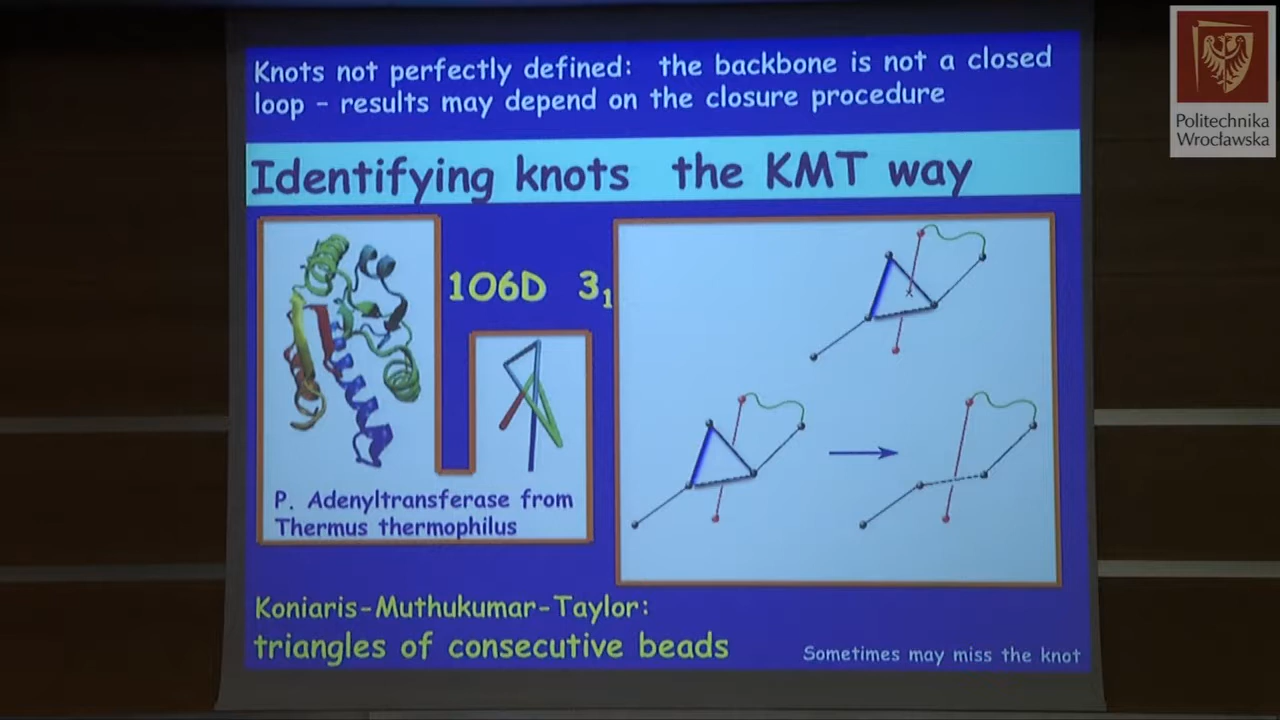 Knots not perfectly defined: the backbone is not a closed
loop - results may depend on the closure procedure
Identifying knots the KMT way
1O6D 3₁
P. Adenyltransferase from
Thermus thermophilus
Koniaris-Muthukumar-Taylor:
triangles of consecutive beads
Sometimes may miss the knot
Politechnika
Wrocławska